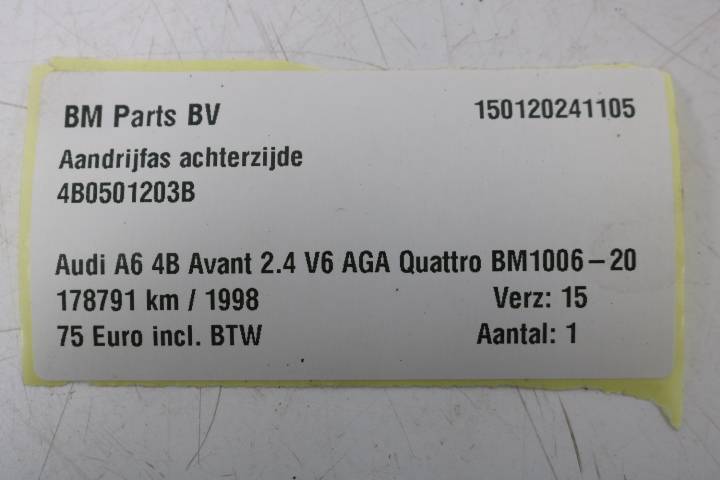 BM Parts BV 150120241105
Aandrijfas achterzijde
4B0501203B
Audi A6 4B Avant 2.4 V6 AGA Quattro BM1006-20
178791 km / 1998 Verz: 15
75 Euro incl. BTW Aantal: 1